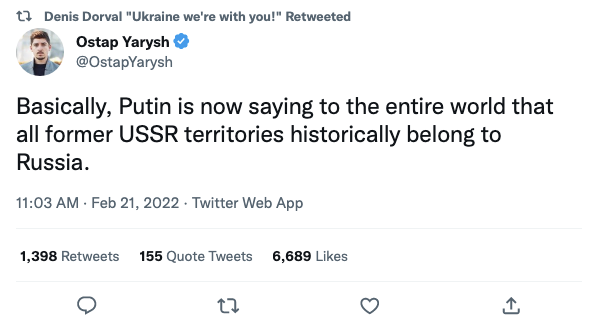 Denis Dorval "Ukraine we're with you!" Retweeted
Ostap Yarysh
@OstapYarysh
Basically, Putin is now saying to the entire world that
all former USSR territories historically belong to
Russia.
11:03 AM · Feb 21, 2022 · Twitter Web App
1,398 Retweets 155 Quote Tweets 6,689 Likes